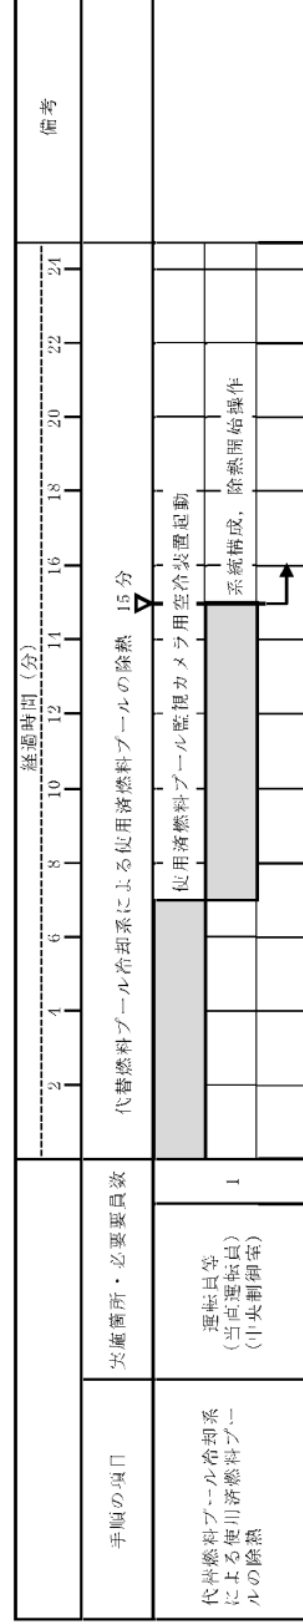 経過時間（分）
備考
2 4 6 8 10 12 14 16 18 20 22 24
手順の項目
実施箇所・必要要員数
代替燃料プール冷却系による使用済燃料プールの除熱 15分
代替燃料プール冷却系
による使用済燃料プー
ルの除熱
運転員等
（当直運転員）
（中央制御室）
1
使用済燃料プール監視カメラ用空冷装置起動
系統構成，除熱開始操作